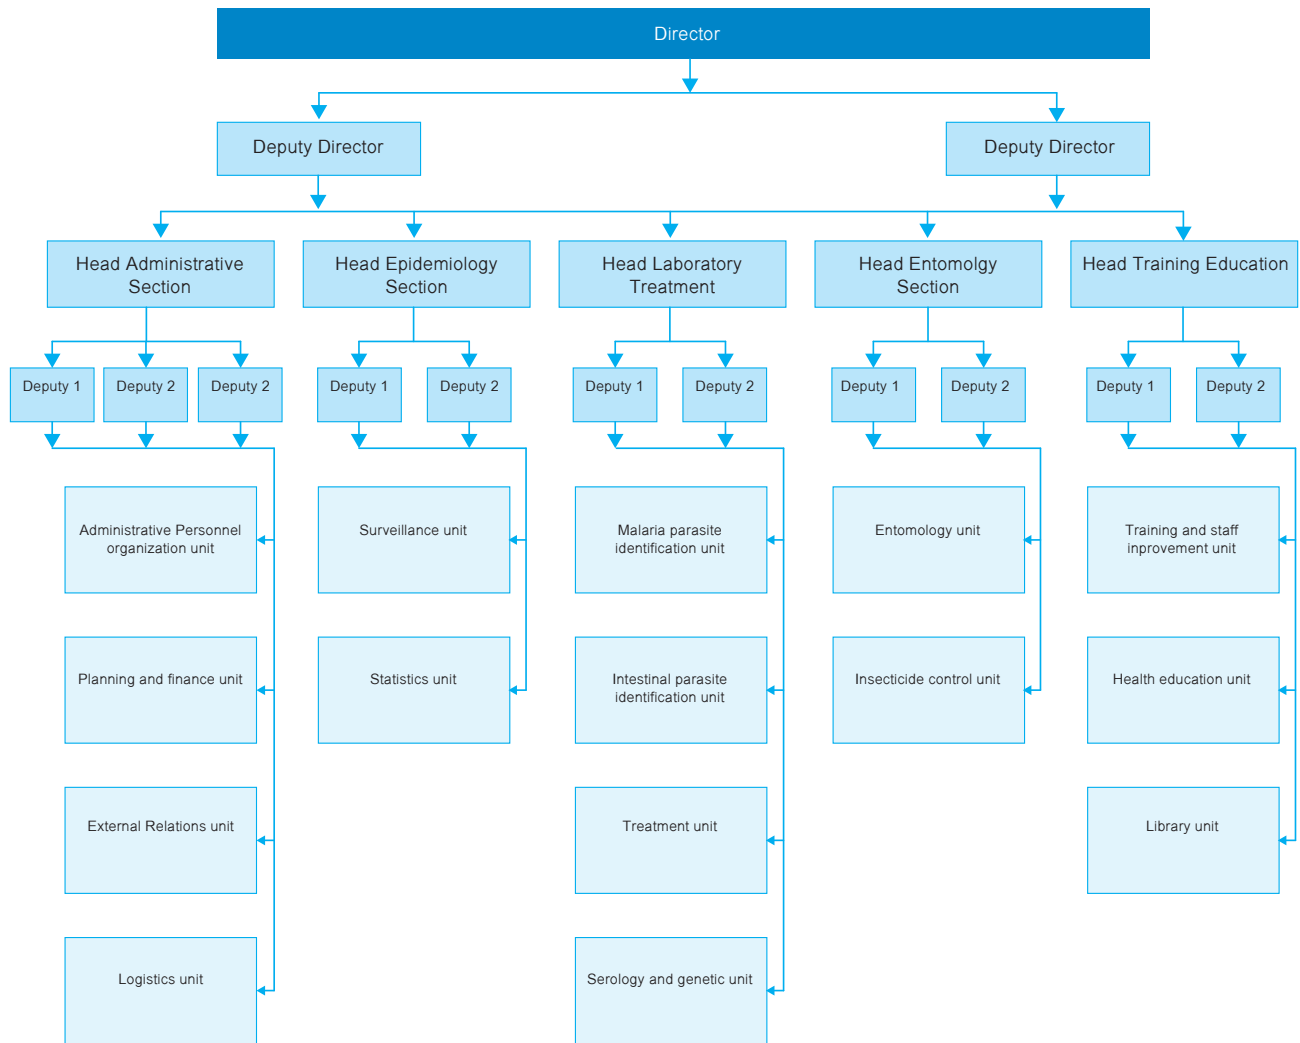 Director
Deputy Director
Deputy Director
Head Administrative
Section
Head Epidemiology
Section
Head Laboratory
Treatment
Head Entomolgy
Section
Head Training Education
Deputy 1
Deputy 2
Deputy 2
Deputy 1
Deputy 2
Deputy 1
Deputy 2
Deputy 1
Deputy 2
Deputy 1
Deputy 2
Administrative Personnel
organization unit
Surveillance unit
Malaria parasite
identification unit
Entomology unit
Training and staff
inprovement unit
Planning and finance unit
Statistics unit
Intestinal parasite
identification unit
Insecticide control unit
Health education unit
External Relations unit
Treatment unit
Library unit
Logistics unit
Serology and genetic unit